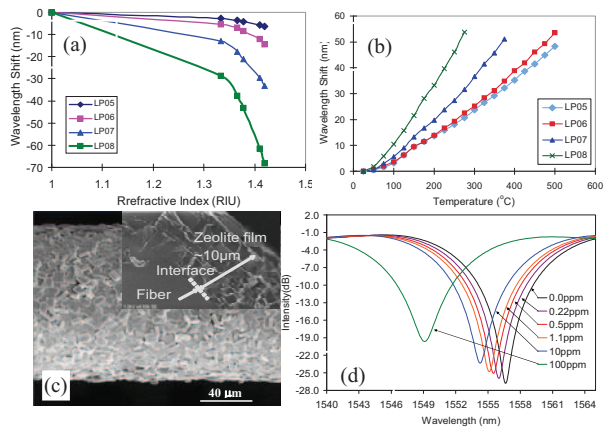 (a)
Wavelength Shift (nm)
0
-10
-20
-30
-40
-50
-60
-70
LP05
LP06
LP07
LP08
1 1.1 1.2 1.3 1.4 1.5
Rrefractive Index (RIU)
(b)
Wavelength Shift (nm)
60
50
40
30
20
10
0
LP05
LP06
LP07
LP08
0 100 200 300 400 500 600
Temperature (°C)
Zeolite film
~10μm
Interface
Fiber
(c)
40 μm
Intensity(dB)
2.0
-1.0
-4.0
-7.0
-10.0
-13.0
-16.0
-19.0
-22.0
-25.0
-28.0
0.0ppm
0.22ppm
0.5ppm
1.1ppm
10ppm
100ppm
(d)
1540 1543 1546 1549 1552 1555 1558 1561 1564
Wavelength (nm)